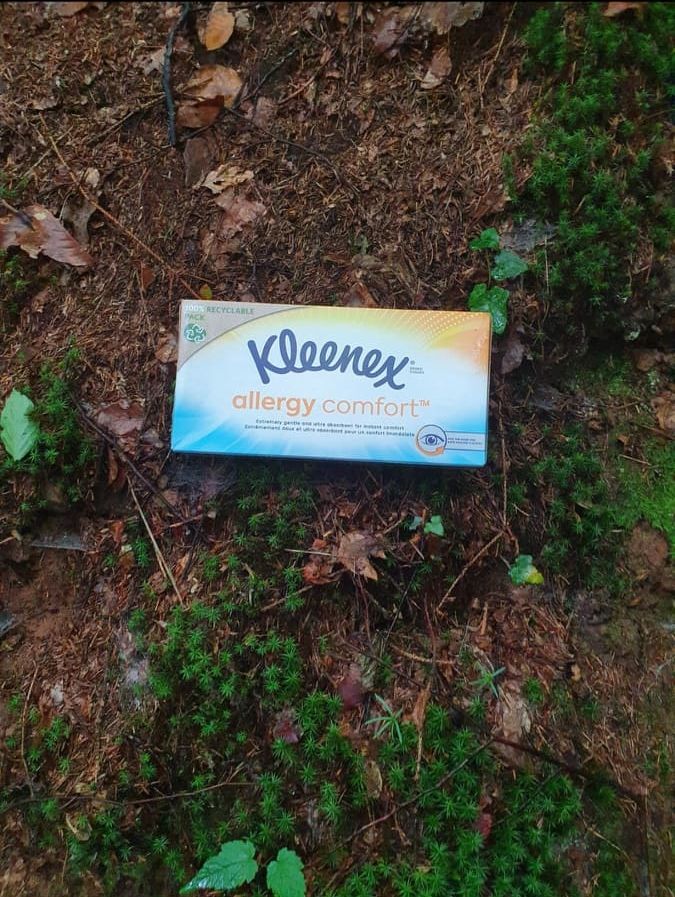 100% RECYCLABLE
PACK
Kleenex®
allergy comfort™
Extremely gentle and ultra absorbent for instant comfort
Extrêmement doux et ultra absorbant pour un confort immédiat